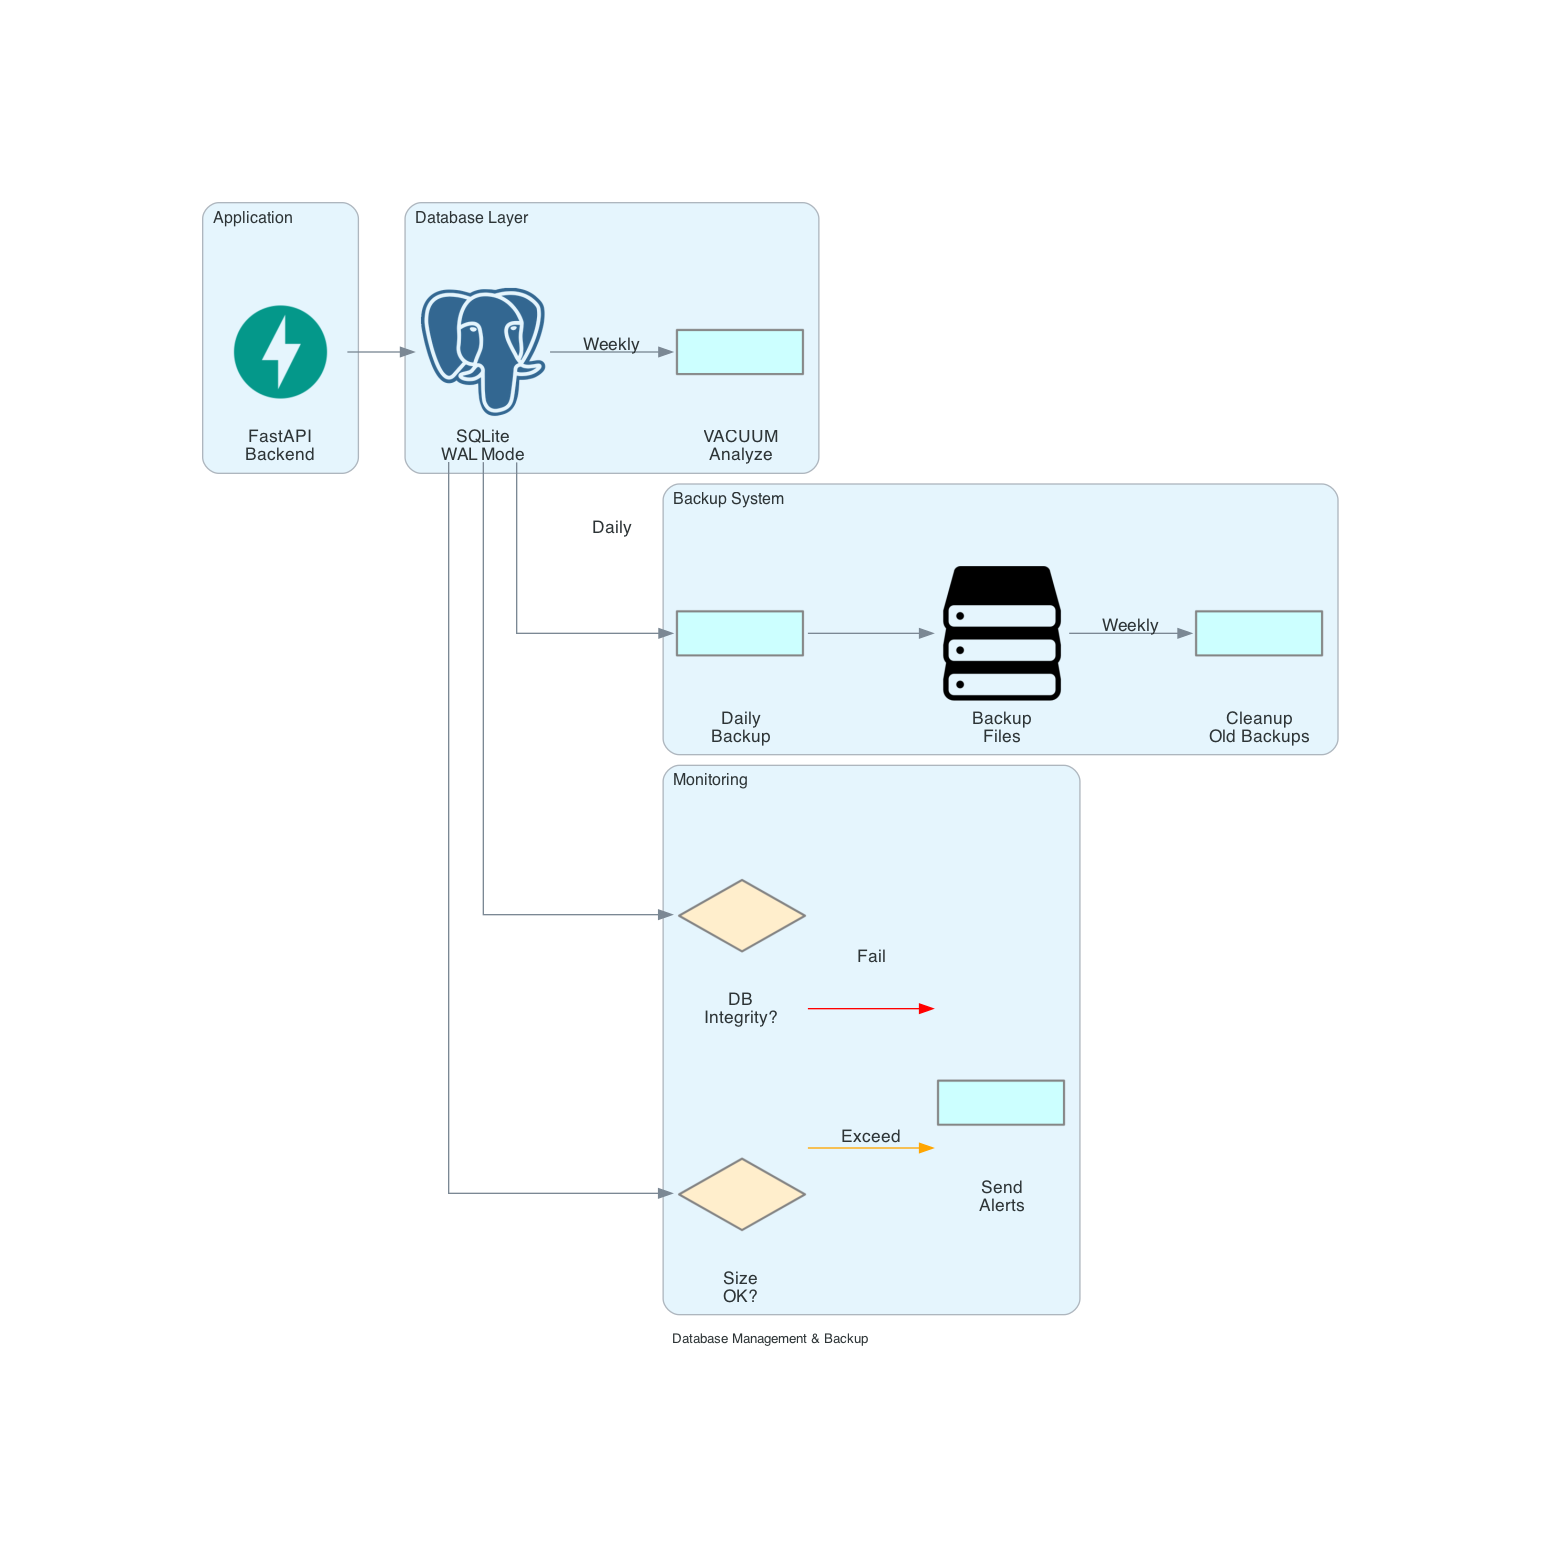 Application
Database Layer
Weekly
FastAPI
Backend
SQLite
WAL Mode
VACUUM
Analyze
Backup System
Daily
Weekly
Daily
Backup
Backup
Files
Cleanup
Old Backups
Monitoring
Fail
DB
Integrity?
Exceed
Send
Alerts
Size
OK?
Database Management & Backup